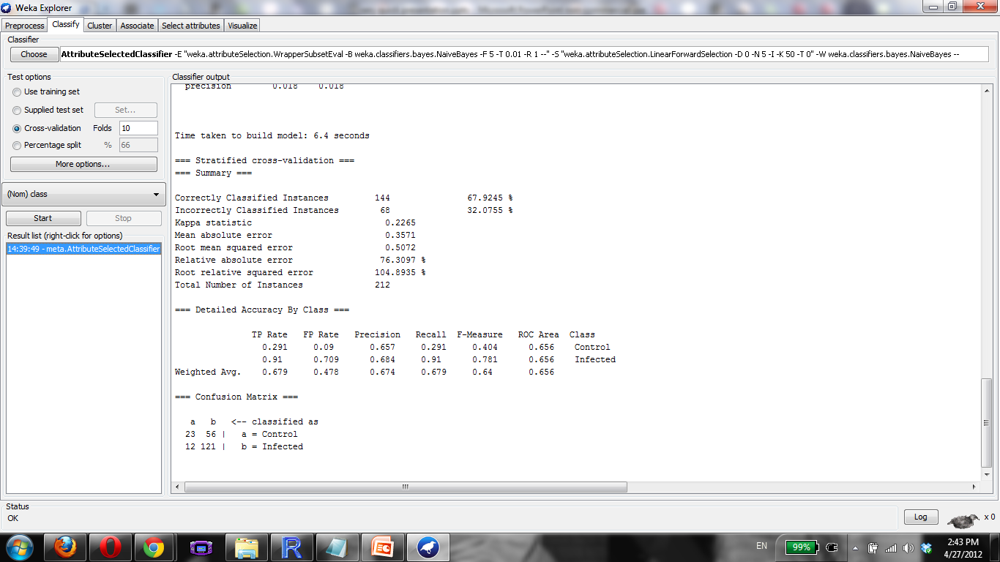 Weka Explorer
Preprocess Classify Cluster Associate Select attributes Visualize
Classifier
Choose AttributeSelectedClassifier -E "weka.attributeSelection.WrapperSubsetEval -B weka.classifiers.bayes.NaiveBayes -F 5 -T 0.01 -R 1 --" -S "weka.attributeSelection.LinearForwardSelection -D 0 -N 5 -I -K 50 -T 0" -W weka.classifiers.bayes.NaiveBayes --
Test options
Use training set
Supplied test set Set...
Cross-validation Folds 10
Percentage split % 66
More options...
(Nom) class
Start Stop
Result list (right-click for options)
14:39:49 - meta.AttributeSelectedClassifier
Classifier output
precision 0.018 0.018
Time taken to build model: 6.4 seconds
=== Stratified cross-validation ===
=== Summary ===
Correctly Classified Instances 144 67.9245 %
Incorrectly Classified Instances 68 32.0755 %
Kappa statistic 0.2265
Mean absolute error 0.3571
Root mean squared error 0.5072
Relative absolute error 76.3097 %
Root relative squared error 104.8935 %
Total Number of Instances 212
=== Detailed Accuracy By Class ===
TP Rate FP Rate Precision Recall F-Measure ROC Area Class
0.291 0.09 0.657 0.291 0.404 0.656 Control
0.91 0.709 0.684 0.91 0.781 0.656 Infected
Weighted Avg. 0.679 0.478 0.674 0.679 0.64 0.656
=== Confusion Matrix ===
a b <-- classified as
23 56 | a = Control
12 121 | b = Infected
Status
OK
Log x 0
EN 99% 2:43 PM
4/27/2012